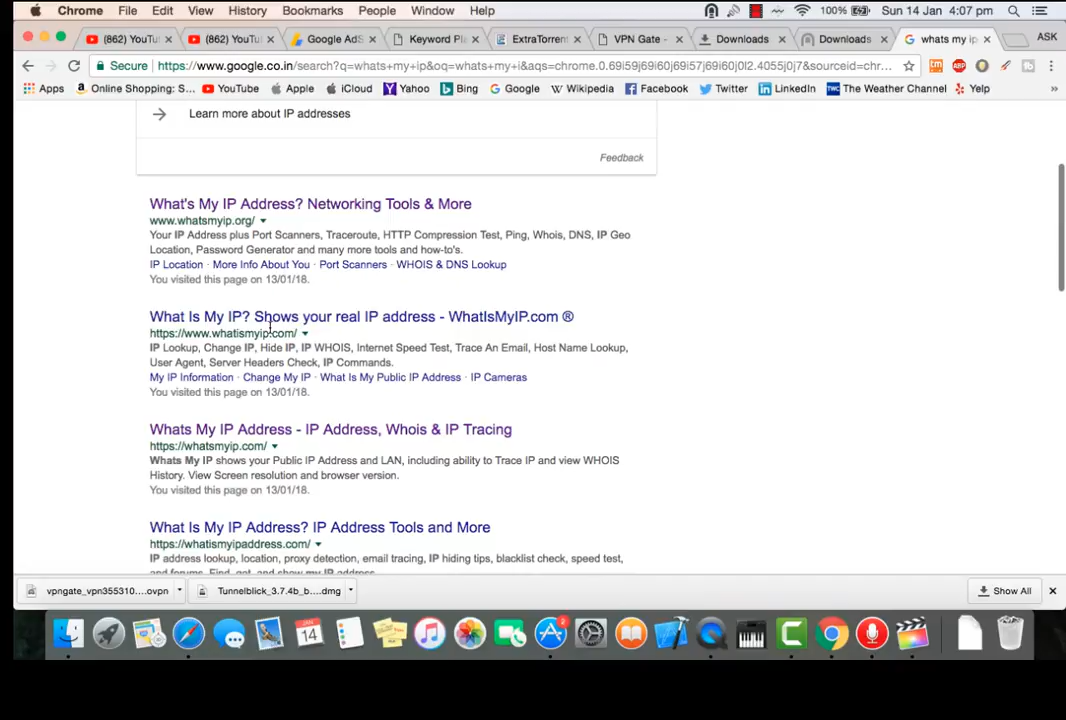 Chrome File Edit View History Bookmarks People Window Help 100% Sun 14 Jan 4:07 pm
(862) YouTu (862) YouTu Google AdS Keyword Pla ExtraTorrent VPN Gate - Downloads Downloads whats my ip ASK
Secure https://www.google.co.in/search?q=whats+my+ip&oq=whats+my+i&aqs=chrome.0.69i59j69i60j69i57j69i60j0l2.4055j0j7&sourceid=chr...
Apps Online Shopping: S... YouTube Apple iCloud Yahoo Bing Google Wikipedia Facebook Twitter LinkedIn The Weather Channel Yelp »
Learn more about IP addresses
Feedback
What's My IP Address? Networking Tools & More
www.whatsmyip.org/
Your IP Address plus Port Scanners, Traceroute, HTTP Compression Test, Ping, Whois, DNS, IP Geo
Location, Password Generator and many more tools and how-to's.
IP Location · More Info About You · Port Scanners · WHOIS & DNS Lookup
You visited this page on 13/01/18.
What Is My IP? Shows your real IP address - WhatIsMyIP.com ®
https://www.whatismyip.com/
IP Lookup, Change IP, Hide IP, IP WHOIS, Internet Speed Test, Trace An Email, Host Name Lookup,
User Agent, Server Headers Check, IP Commands.
My IP Information · Change My IP · What Is My Public IP Address · IP Cameras
You visited this page on 13/01/18.
Whats My IP Address - IP Address, Whois & IP Tracing
https://whatsmyip.com/
Whats My IP shows your Public IP Address and LAN, including ability to Trace IP and view WHOIS
History. View Screen resolution and browser version.
You visited this page on 13/01/18.
What Is My IP Address? IP Address Tools and More
https://whatismyipaddress.com/
IP address lookup, location, proxy detection, email tracing, IP hiding tips, blacklist check, speed test,
and forums. Find, get, and show my IP address.
vpngate_vpn355310....ovpn Tunnelblick_3.7.4b_b....dmg Show All
14
2